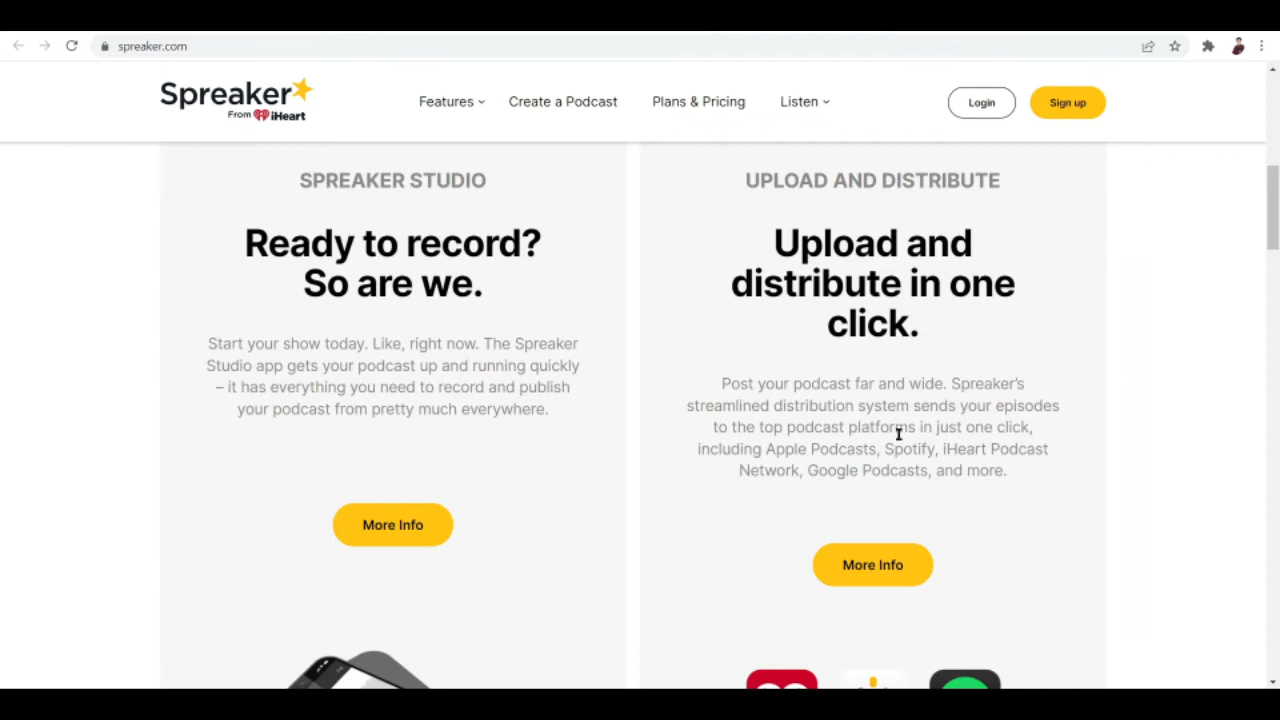 spreaker.com
Spreaker
From iHeart
Features
Create a Podcast
Plans & Pricing
Listen
Login
Sign up
SPREAKER STUDIO
Ready to record?
So are we.
Start your show today. Like, right now. The Spreaker
Studio app gets your podcast up and running quickly
– it has everything you need to record and publish
your podcast from pretty much everywhere.
More Info
UPLOAD AND DISTRIBUTE
Upload and
distribute in one
click.
Post your podcast far and wide. Spreaker’s
streamlined distribution system sends your episodes
to the top podcast platforms in just one click,
including Apple Podcasts, Spotify, iHeart Podcast
Network, Google Podcasts, and more.
More Info